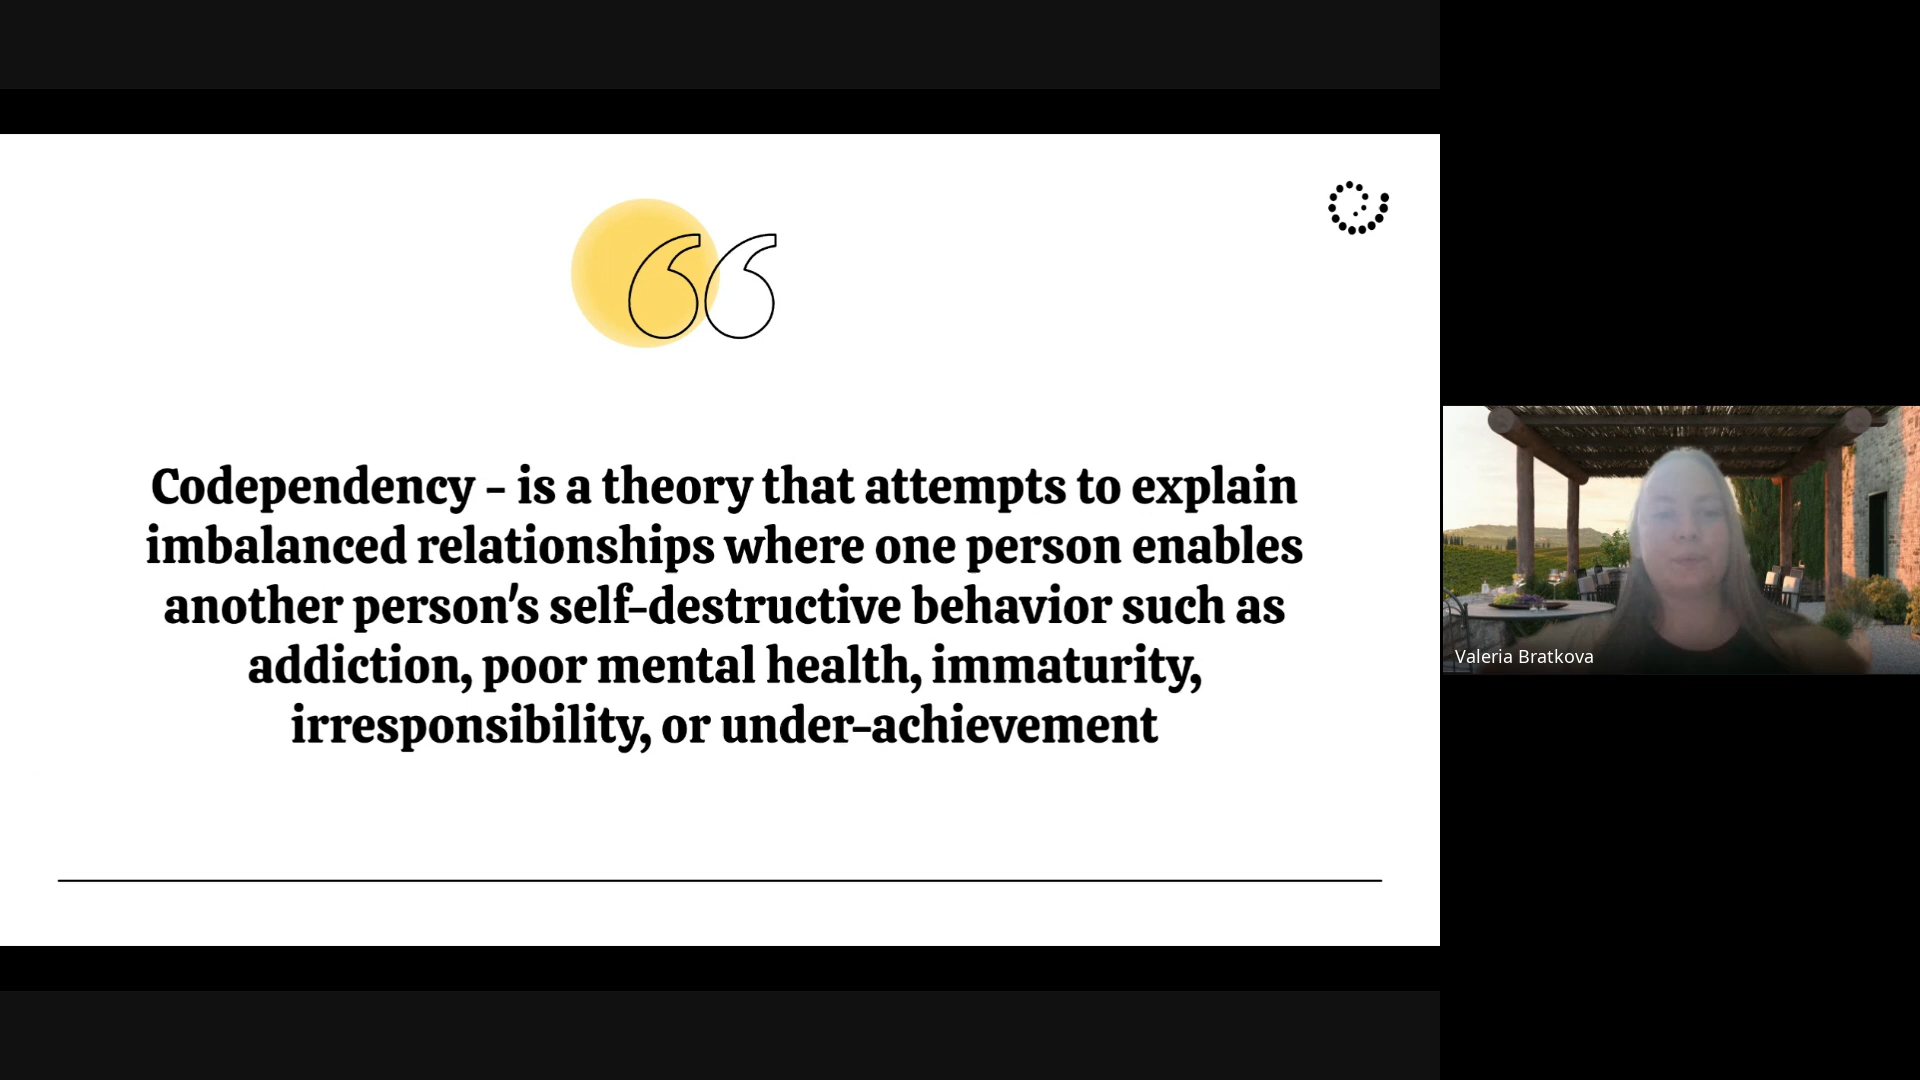 Codependency - is a theory that attempts to explain
imbalanced relationships where one person enables
another person's self-destructive behavior such as
addiction, poor mental health, immaturity,
irresponsibility, or under-achievement
Valeria Bratkova